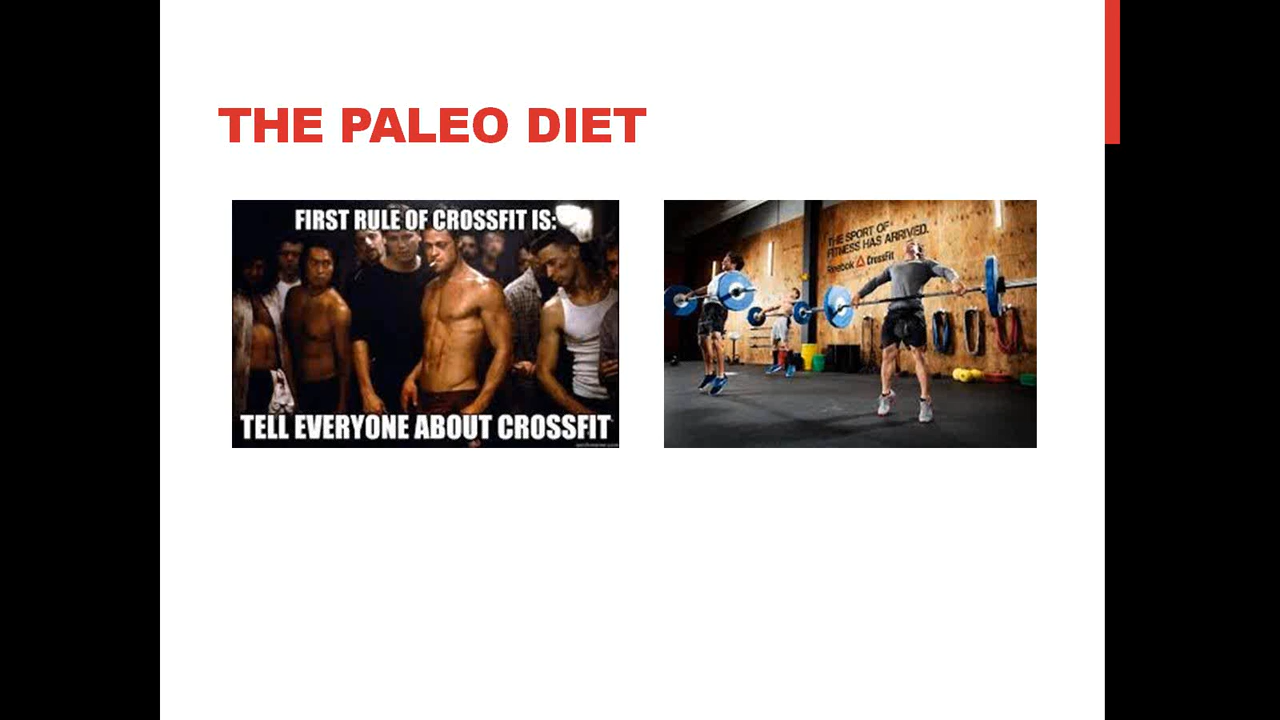 THE PALEO DIET
FIRST RULE OF CROSSFIT IS:
TELL EVERYONE ABOUT CROSSFIT
THE SPORT OF
FITNESS HAS ARRIVED.
Reebok CrossFit